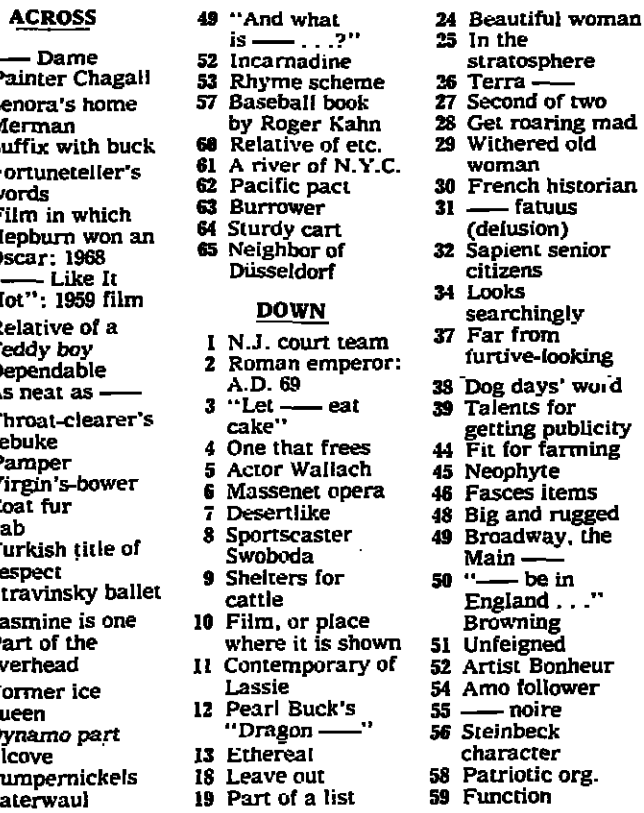 ACROSS
—— Dame
Painter Chagall
enora's home
Merman
uffix with buck
ortuneteller's
words
Film in which
Hepburn won an
Oscar: 1968
—— Like It
Hot": 1959 film
Relative of a
Teddy boy
Dependable
As neat as ——
Throat-clearer's
rebuke
Pamper
Virgin's-bower
Coat fur
ab
Turkish title of
respect
travinsky ballet
asmine is one
Part of the
overhead
Former ice
queen
Dynamo part
Alcove
umpernickels
aterwaul
49 "And what
is —— . . .?"
52 Incarnadine
53 Rhyme scheme
57 Baseball book
by Roger Kahn
60 Relative of etc.
61 A river of N.Y.C.
62 Pacific pact
63 Burrower
64 Sturdy cart
65 Neighbor of
Düsseldorf
DOWN
1 N.J. court team
2 Roman emperor:
A.D. 69
3 "Let —— eat
cake"
4 One that frees
5 Actor Wallach
6 Massenet opera
7 Desertlike
8 Sportscaster
Swoboda
9 Shelters for
cattle
10 Film, or place
where it is shown
11 Contemporary of
Lassie
12 Pearl Buck's
"Dragon ——"
13 Ethereal
18 Leave out
19 Part of a list
24 Beautiful woman
25 In the
stratosphere
26 Terra ——
27 Second of two
28 Get roaring mad
29 Withered old
woman
30 French historian
31 —— fatuus
(delusion)
32 Sapient senior
citizens
34 Looks
searchingly
37 Far from
furtive-looking
38 Dog days' word
39 Talents for
getting publicity
44 Fit for farming
45 Neophyte
46 Fasces items
48 Big and rugged
49 Broadway, the
Main ——
50 "—— be in
England . . ."
Browning
51 Unfeigned
52 Artist Bonheur
54 Amo follower
55 —— noire
56 Steinbeck
character
58 Patriotic org.
59 Function